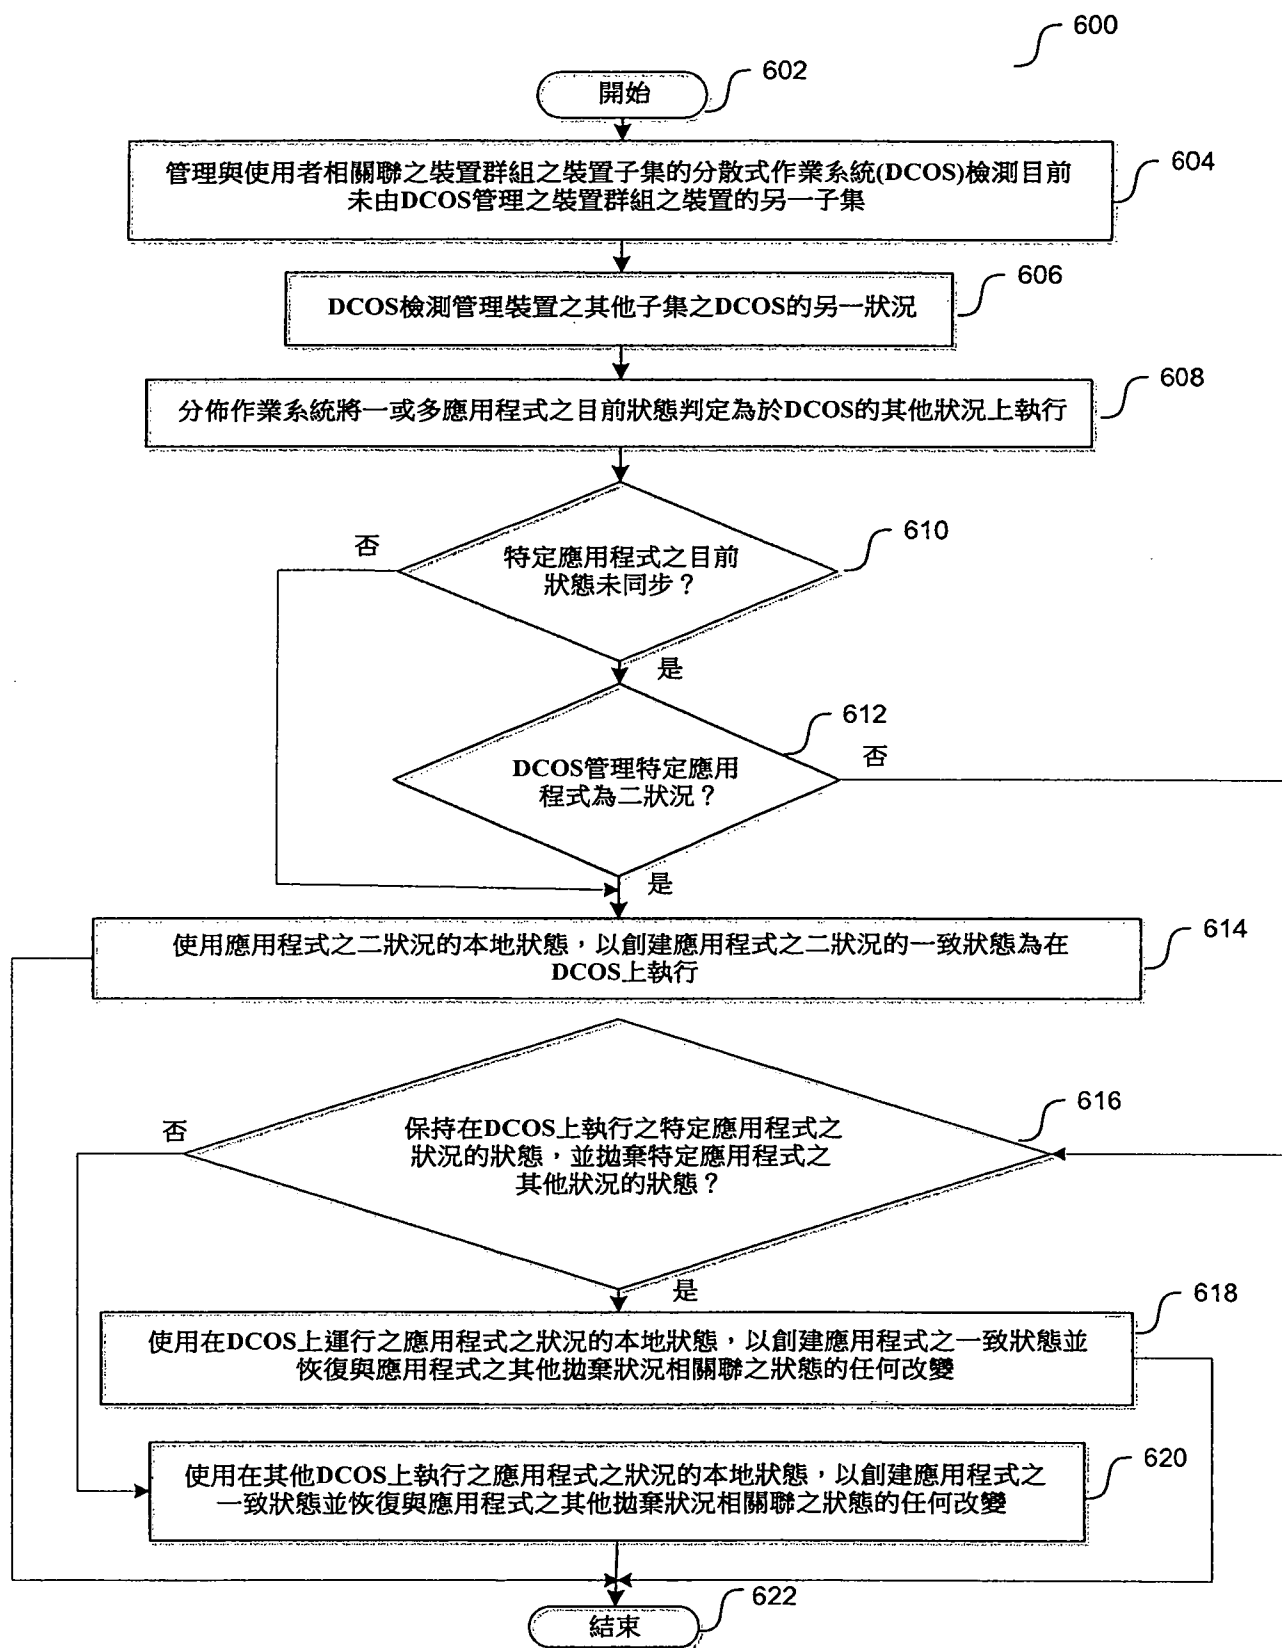 600
開始
602
管理與使用者相關聯之裝置群組之裝置子集的分散式作業系統(DCOS)檢測目前
未由DCOS管理之裝置群組之裝置的另一子集
604
DCOS檢測管理裝置之其他子集之DCOS的另一狀況
606
分佈作業系統將一或多應用程式之目前狀態判定為於DCOS的其他狀況上執行
608
特定應用程式之目前
狀態未同步？
610
否
是
DCOS管理特定應用
程式為二狀況？
612
否
是
使用應用程式之二狀況的本地狀態，以創建應用程式之二狀況的一致狀態為在
DCOS上執行
614
保持在DCOS上執行之特定應用程式之
狀況的狀態，並拋棄特定應用程式之
其他狀況的狀態？
616
否
是
使用在DCOS上運行之應用程式之狀況的本地狀態，以創建應用程式之一致狀態並
恢復與應用程式之其他拋棄狀況相關聯之狀態的任何改變
618
使用在其他DCOS上執行之應用程式之狀況的本地狀態，以創建應用程式之
一致狀態並恢復與應用程式之其他拋棄狀況相關聯之狀態的任何改變
620
結束
622